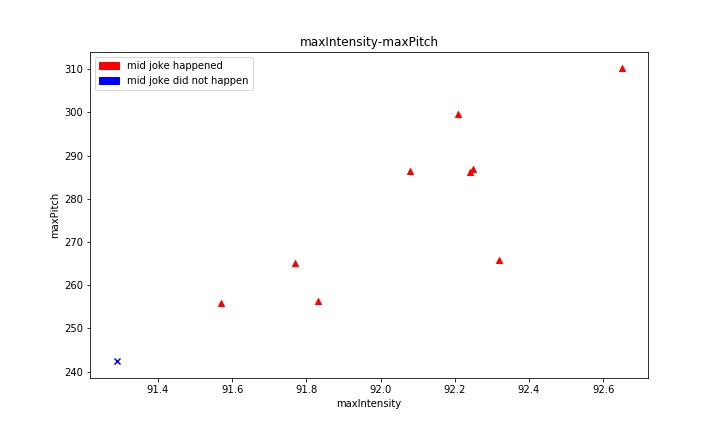 maxIntensity-maxPitch
mid joke happened
mid joke did not happen
310
300
290
280
270
260
250
240
maxPitch
91.4 91.6 91.8 92.0 92.2 92.4 92.6
maxIntensity